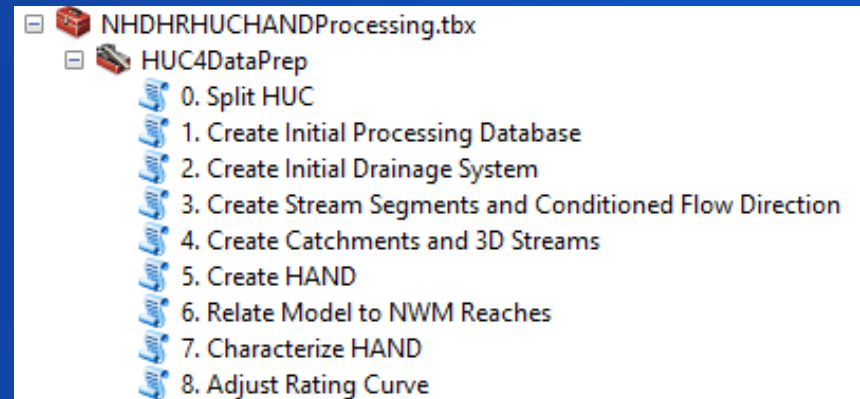 NHDHRHUCHANDProcessing.tbx
HUC4DataPrep
0. Split HUC
1. Create Initial Processing Database
2. Create Initial Drainage System
3. Create Stream Segments and Conditioned Flow Direction
4. Create Catchments and 3D Streams
5. Create HAND
6. Relate Model to NWM Reaches
7. Characterize HAND
8. Adjust Rating Curve